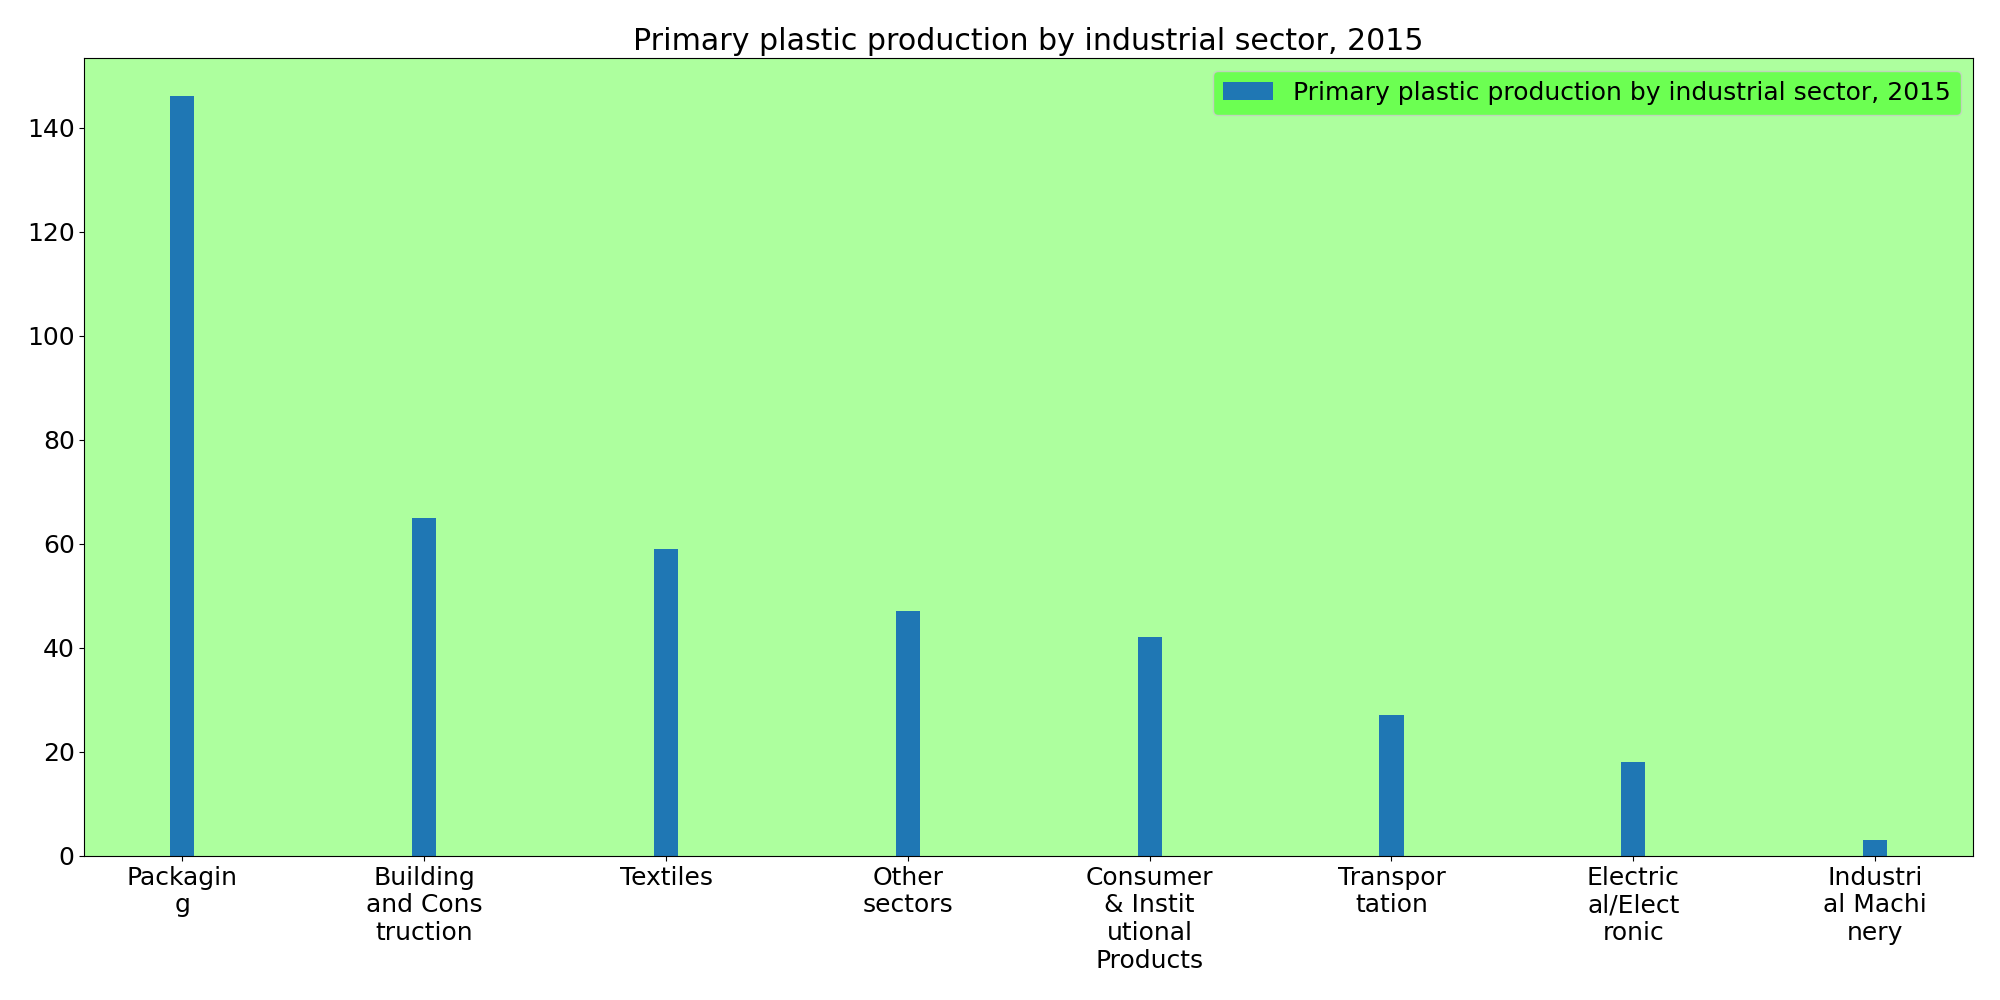 Primary plastic production by industrial sector, 2015
Primary plastic production by industrial sector, 2015
140
120
100
80
60
40
20
0
Packagin
g
Building
and Cons
truction
Textiles
Other
sectors
Consumer
& Instit
utional
Products
Transpor
tation
Electric
al/Elect
ronic
Industri
al Machi
nery